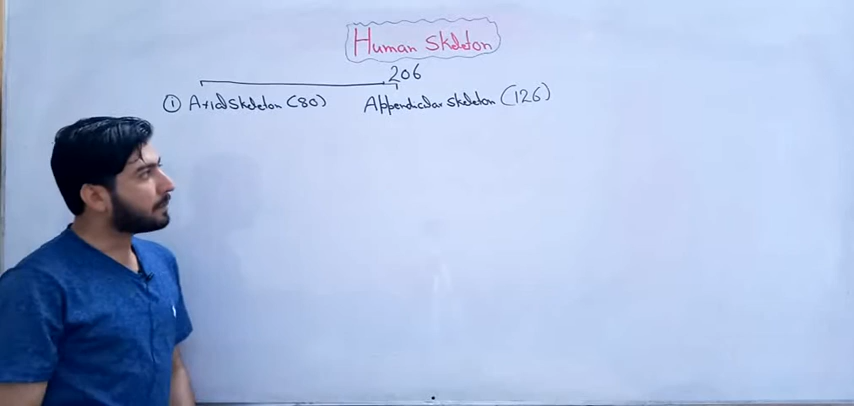 Human Skeleton
206
① Axial skeleton (80) Appendicular skeleton (126)